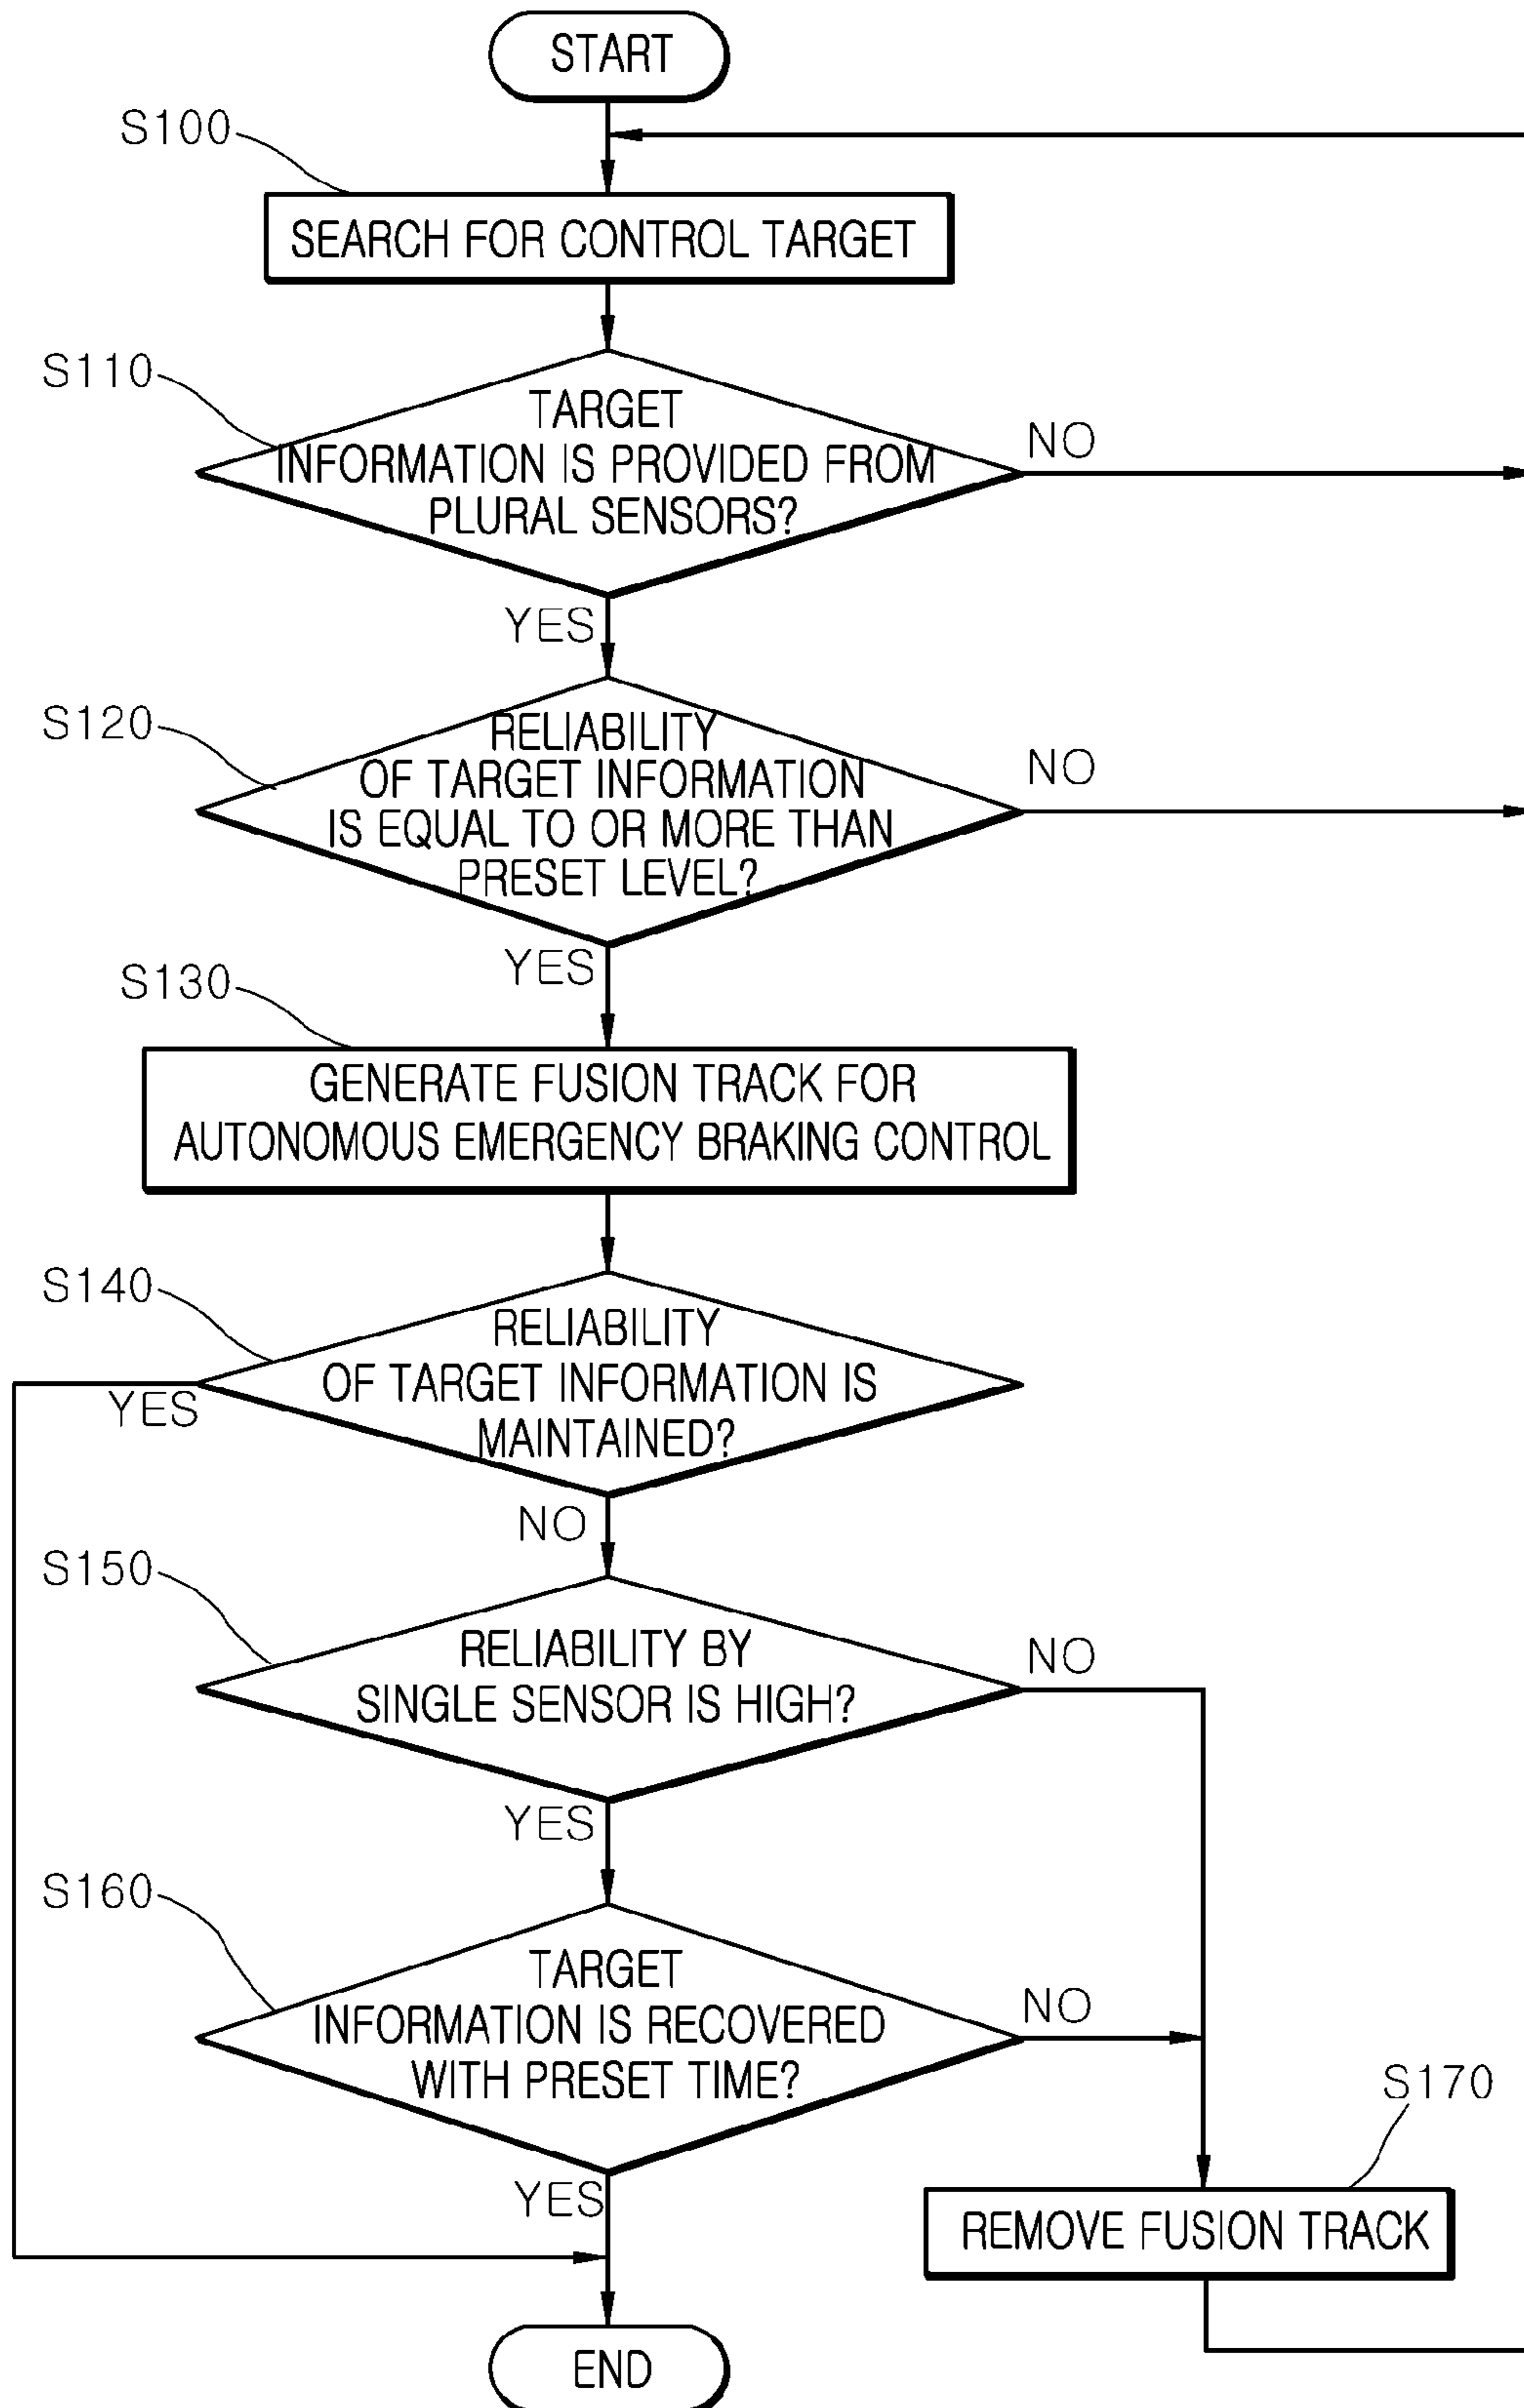 START
S100
SEARCH FOR CONTROL TARGET
S110
TARGET
INFORMATION IS PROVIDED FROM
PLURAL SENSORS?
NO
YES
S120
RELIABILITY
OF TARGET INFORMATION
IS EQUAL TO OR MORE THAN
PRESET LEVEL?
NO
YES
S130
GENERATE FUSION TRACK FOR
AUTONOMOUS EMERGENCY BRAKING CONTROL
S140
RELIABILITY
OF TARGET INFORMATION IS
MAINTAINED?
YES
NO
S150
RELIABILITY BY
SINGLE SENSOR IS HIGH?
NO
YES
S160
TARGET
INFORMATION IS RECOVERED
WITH PRESET TIME?
NO
YES
S170
REMOVE FUSION TRACK
END